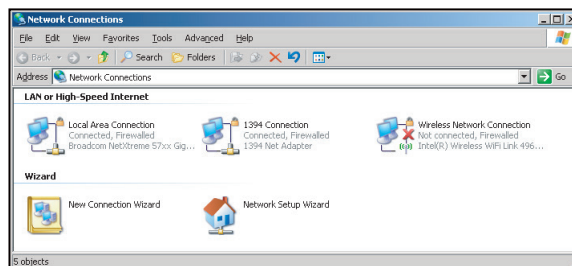 Network Connections
File Edit View Favorites Tools Advanced Help
Back Search Folders
Address Network Connections Go
LAN or High-Speed Internet
Local Area Connection
Connected, Firewalled
Broadcom NetXtreme 57xx Gig...
1394 Connection
Connected, Firewalled
1394 Net Adapter
Wireless Network Connection
Not connected, Firewalled
Intel(R) Wireless WiFi Link 496...
Wizard
New Connection Wizard
Network Setup Wizard
5 objects